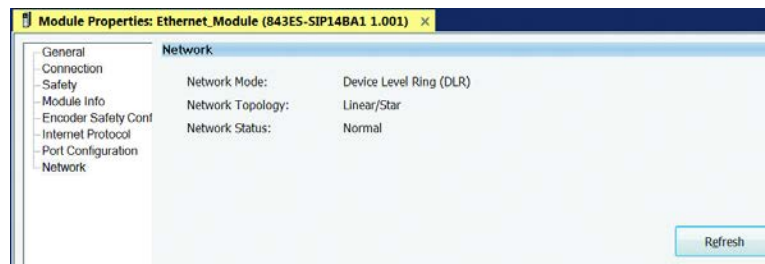 Module Properties: Ethernet_Module (843ES-SIP14BA1 1.001) ×
General
Connection
Safety
Module Info
Encoder Safety Conf
Internet Protocol
Port Configuration
Network
Network
Network Mode: Device Level Ring (DLR)
Network Topology: Linear/Star
Network Status: Normal
Refresh